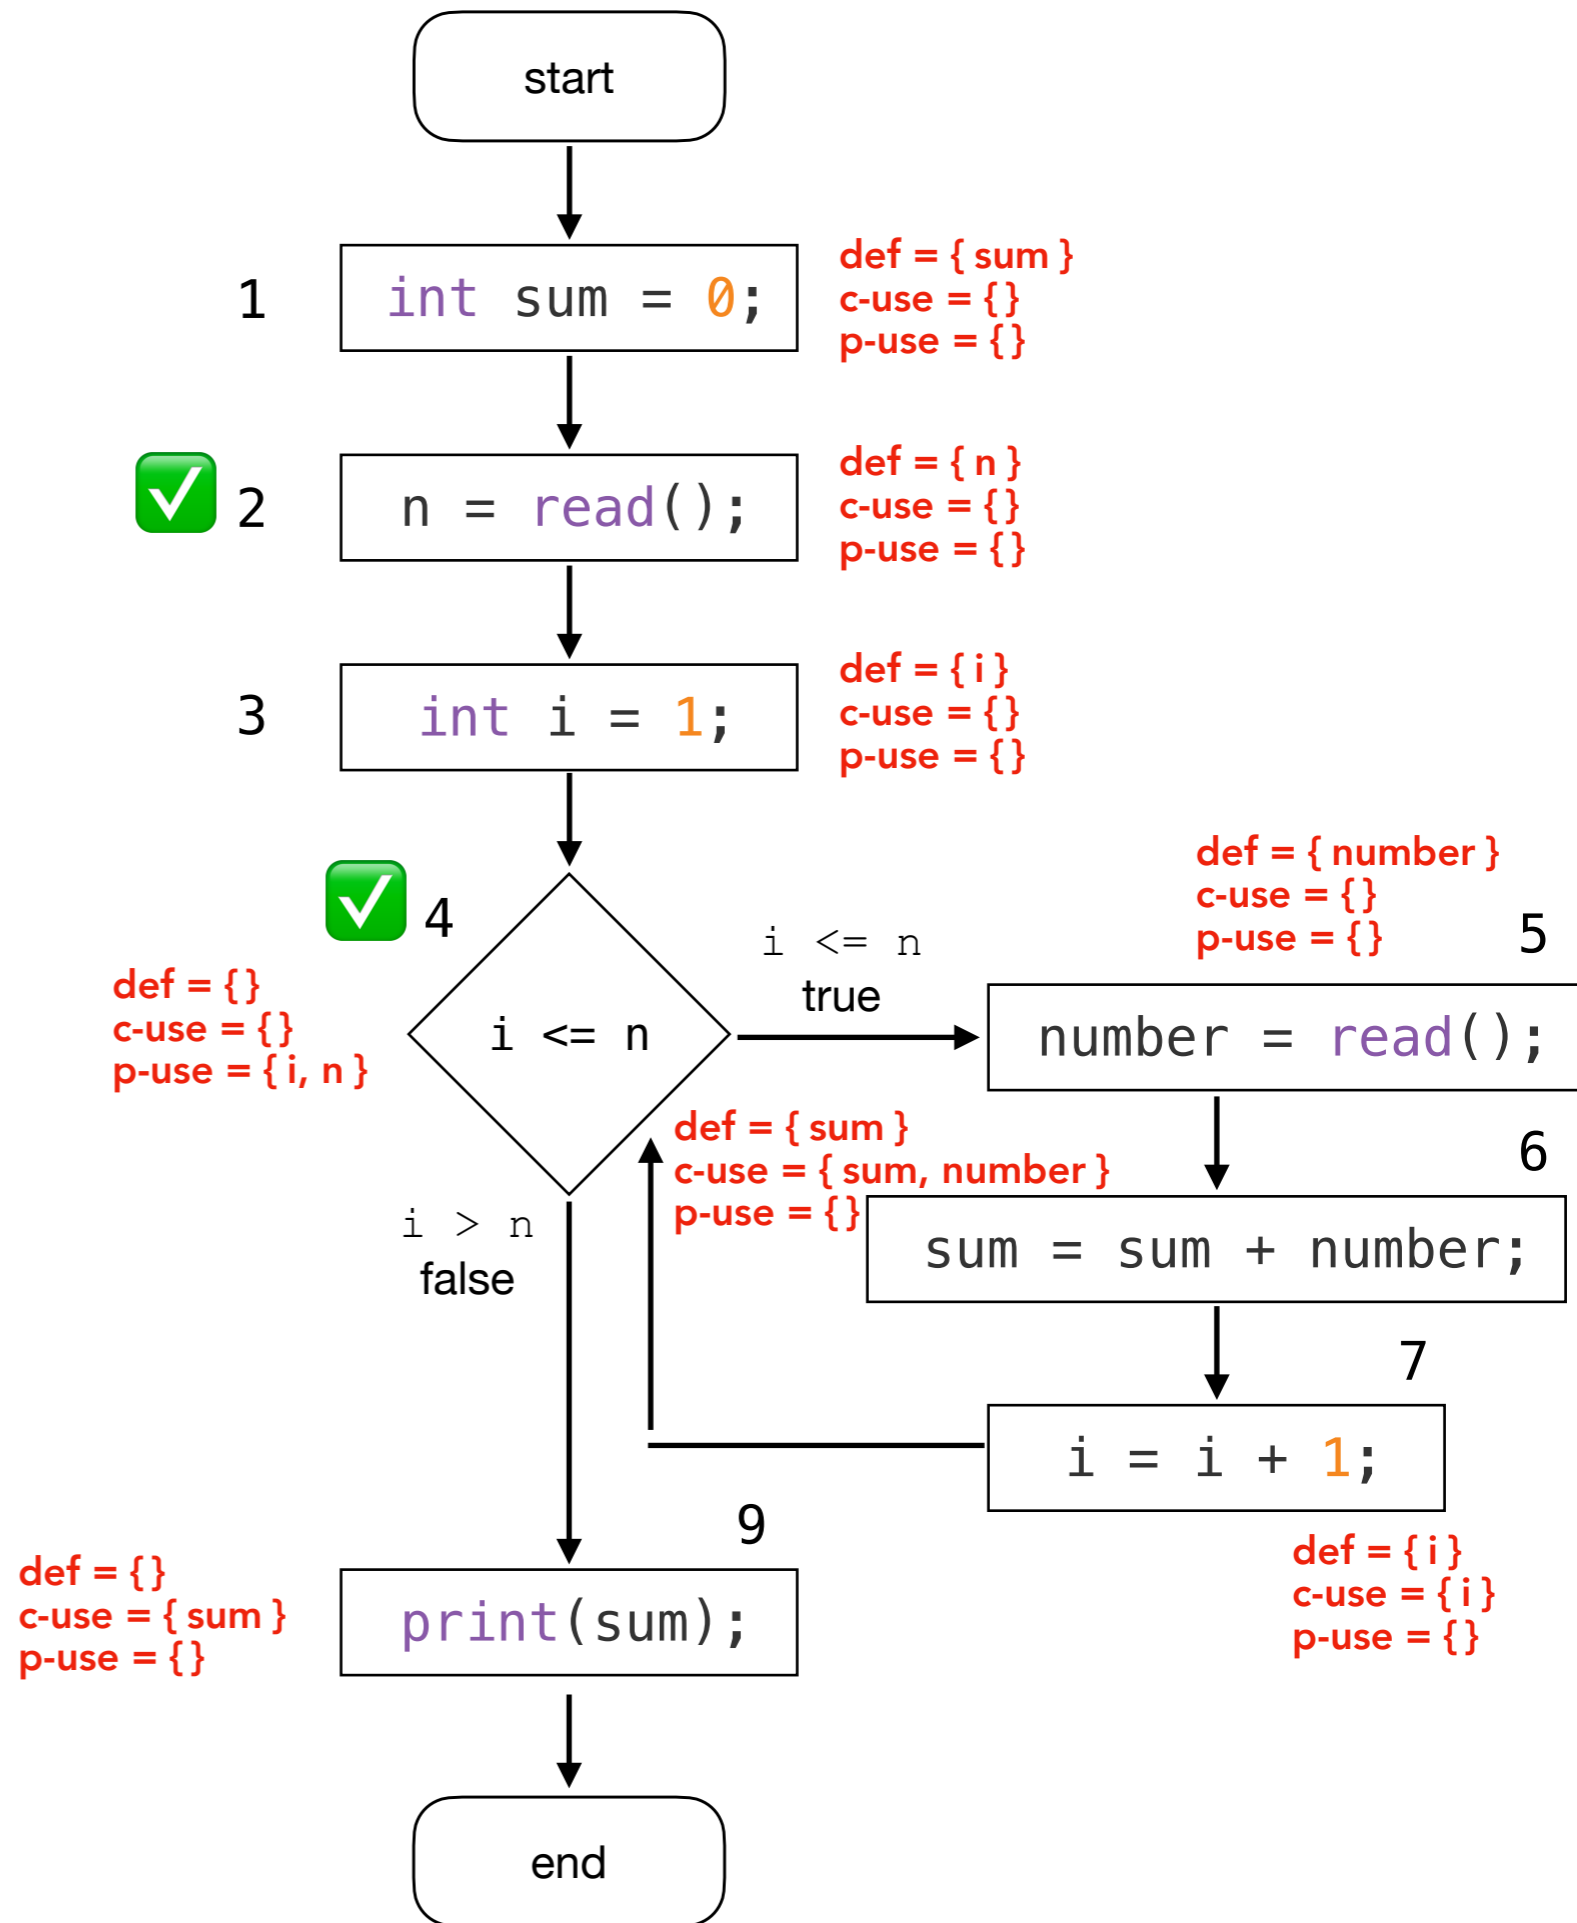 start
1
int sum = 0;
def = { sum }
c-use = { }
p-use = { }
✅ 2
n = read();
def = { n }
c-use = { }
p-use = { }
3
int i = 1;
def = { i }
c-use = { }
p-use = { }
✅ 4
def = { }
c-use = { }
p-use = { i, n }
i <= n
i <= n
true
def = { number }
c-use = { }
p-use = { }
5
number = read();
def = { sum }
c-use = { sum, number }
p-use = { }
6
sum = sum + number;
i > n
false
7
i = i + 1;
def = { i }
c-use = { i }
p-use = { }
9
def = { }
c-use = { sum }
p-use = { }
print(sum);
end